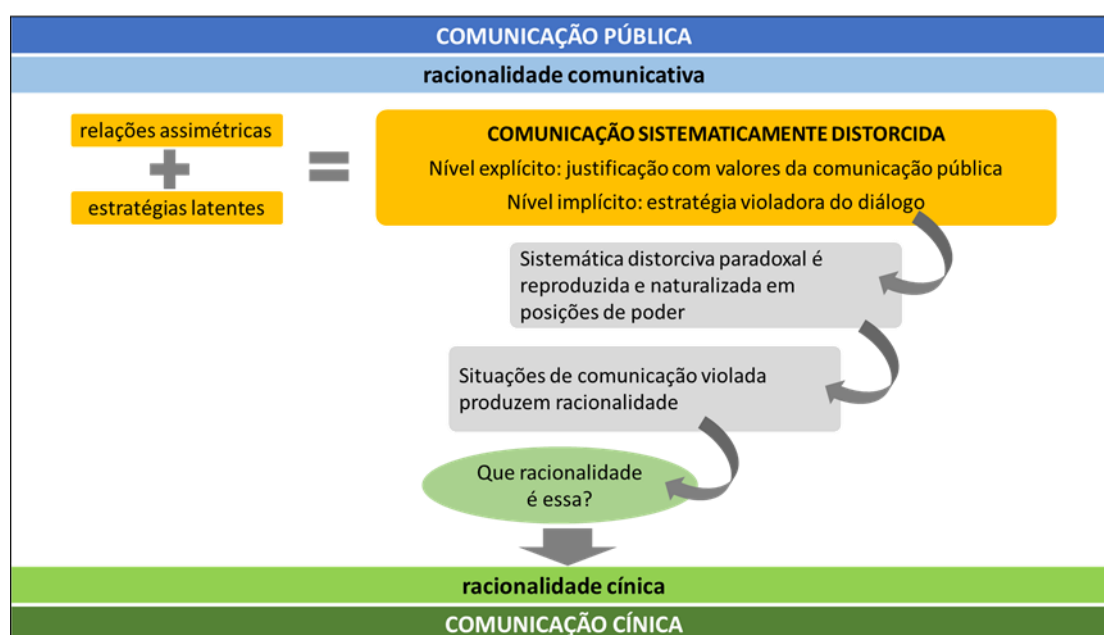 COMUNICAÇÃO PÚBLICA
racionalidade comunicativa
relações assimétricas
estratégias latentes
COMUNICAÇÃO SISTEMATICAMENTE DISTORCIDA
Nível explícito: justificação com valores da comunicação pública
Nível implícito: estratégia violadora do diálogo
Sistemática distorciva paradoxal é
reproduzida e naturalizada em
posições de poder
Situações de comunicação violada
produzem racionalidade
Que racionalidade
é essa?
racionalidade cínica
COMUNICAÇÃO CÍNICA